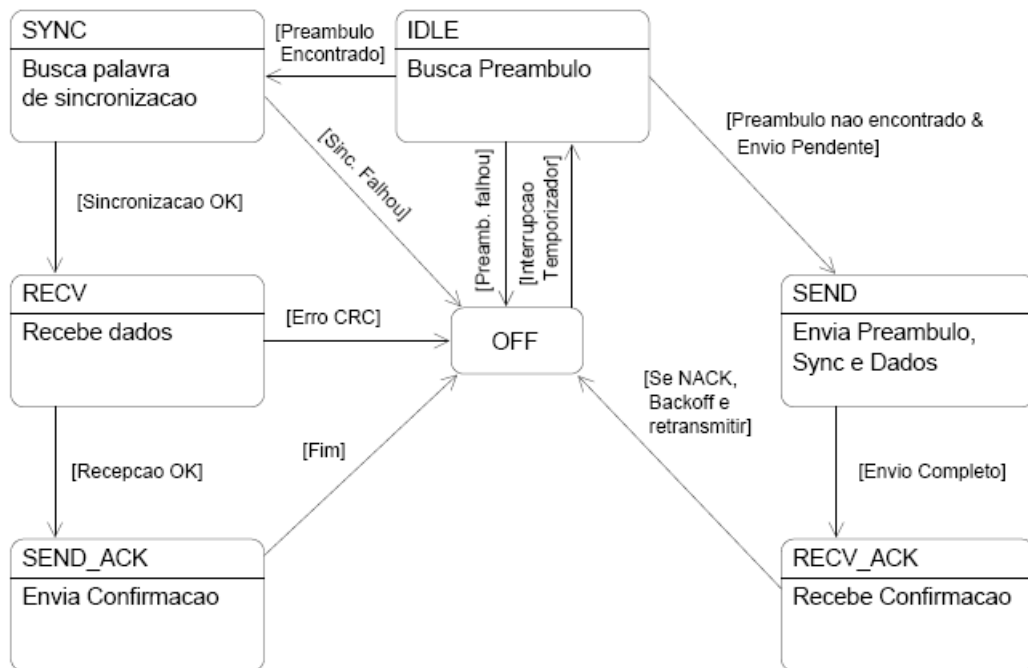 SYNC
Busca palavra
de sincronizacao
[Preambulo
Encontrado]
IDLE
Busca Preambulo
[Preambulo nao encontrado &
Envio Pendente]
[Sinc. Falhou]
[Preamb. falhou]
[Interrupcao
Temporizador]
[Sincronizacao OK]
RECV
Recebe dados
[Erro CRC]
OFF
SEND
Envia Preambulo,
Sync e Dados
[Se NACK,
Backoff e
retransmitir]
[Recepcao OK]
[Fim]
[Envio Completo]
SEND_ACK
Envia Confirmacao
RECV_ACK
Recebe Confirmacao